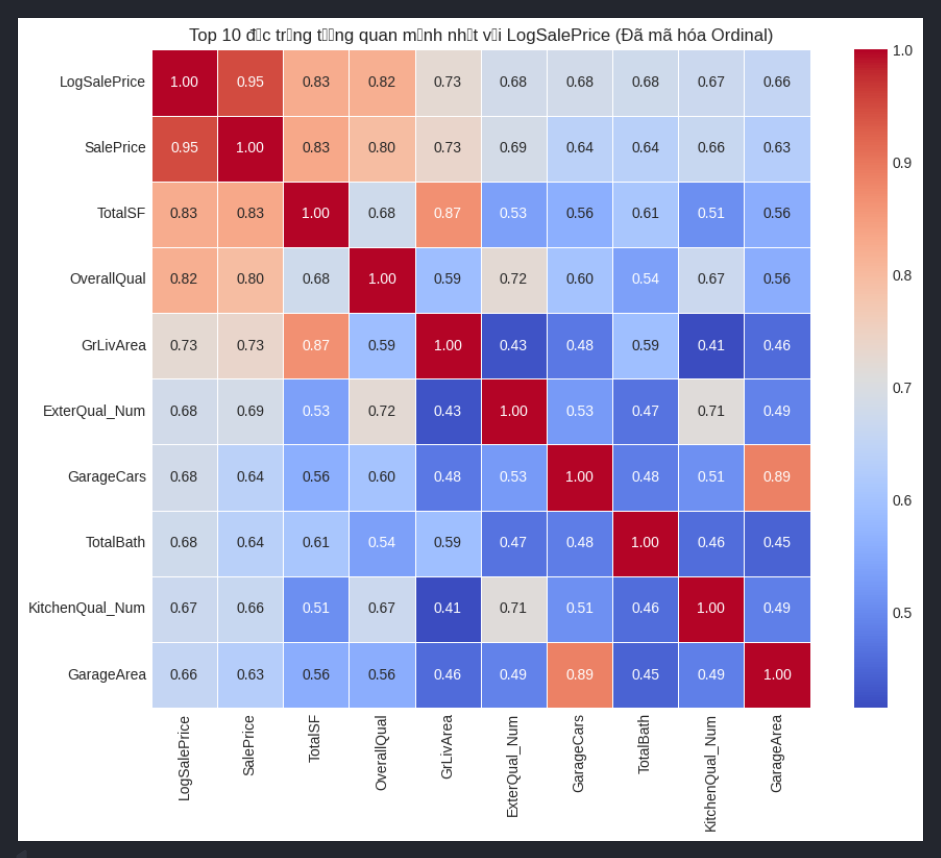 Top 10 đặc trưng tương quan mạnh nhất với LogSalePrice (Đã mã hóa Ordinal)
LogSalePrice 1.00 0.95 0.83 0.82 0.73 0.68 0.68 0.68 0.67 0.66
SalePrice 0.95 1.00 0.83 0.80 0.73 0.69 0.64 0.64 0.66 0.63
TotalSF 0.83 0.83 1.00 0.68 0.87 0.53 0.56 0.61 0.51 0.56
OverallQual 0.82 0.80 0.68 1.00 0.59 0.72 0.60 0.54 0.67 0.56
GrLivArea 0.73 0.73 0.87 0.59 1.00 0.43 0.48 0.59 0.41 0.46
ExterQual_Num 0.68 0.69 0.53 0.72 0.43 1.00 0.53 0.47 0.71 0.49
GarageCars 0.68 0.64 0.56 0.60 0.48 0.53 1.00 0.48 0.51 0.89
TotalBath 0.68 0.64 0.61 0.54 0.59 0.47 0.48 1.00 0.46 0.45
KitchenQual_Num 0.67 0.66 0.51 0.67 0.41 0.71 0.51 0.46 1.00 0.49
GarageArea 0.66 0.63 0.56 0.56 0.46 0.49 0.89 0.45 0.49 1.00
LogSalePrice
SalePrice
TotalSF
OverallQual
GrLivArea
ExterQual_Num
GarageCars
TotalBath
KitchenQual_Num
GarageArea
1.0
0.9
0.8
0.7
0.6
0.5